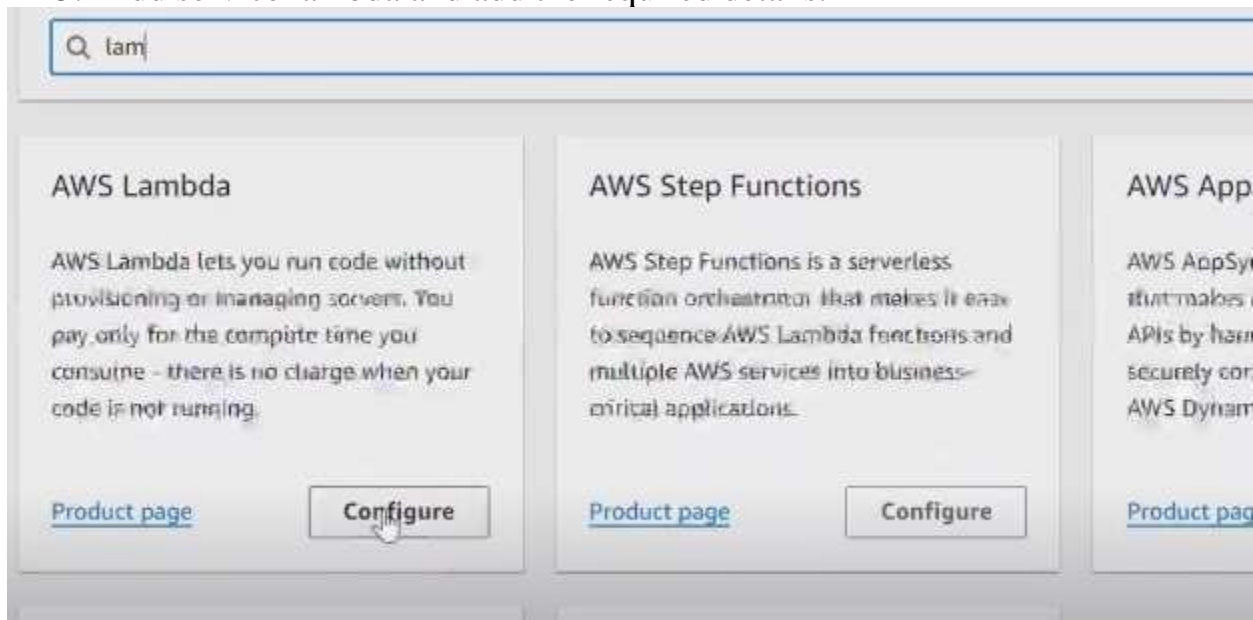 lam
AWS Lambda
AWS Lambda lets you run code without
provisioning or managing servers. You
pay only for the compute time you
consume - there is no charge when your
code is not running.
Product page
Configure
AWS Step Functions
AWS Step Functions is a serverless
function orchestrator that makes it easy
to sequence AWS Lambda functions and
multiple AWS services into business-
applications.
Product page
Configure
AWS App
AWS AppSy
that makes
APIs by harn
securely con
AWS Dynam
Product pag